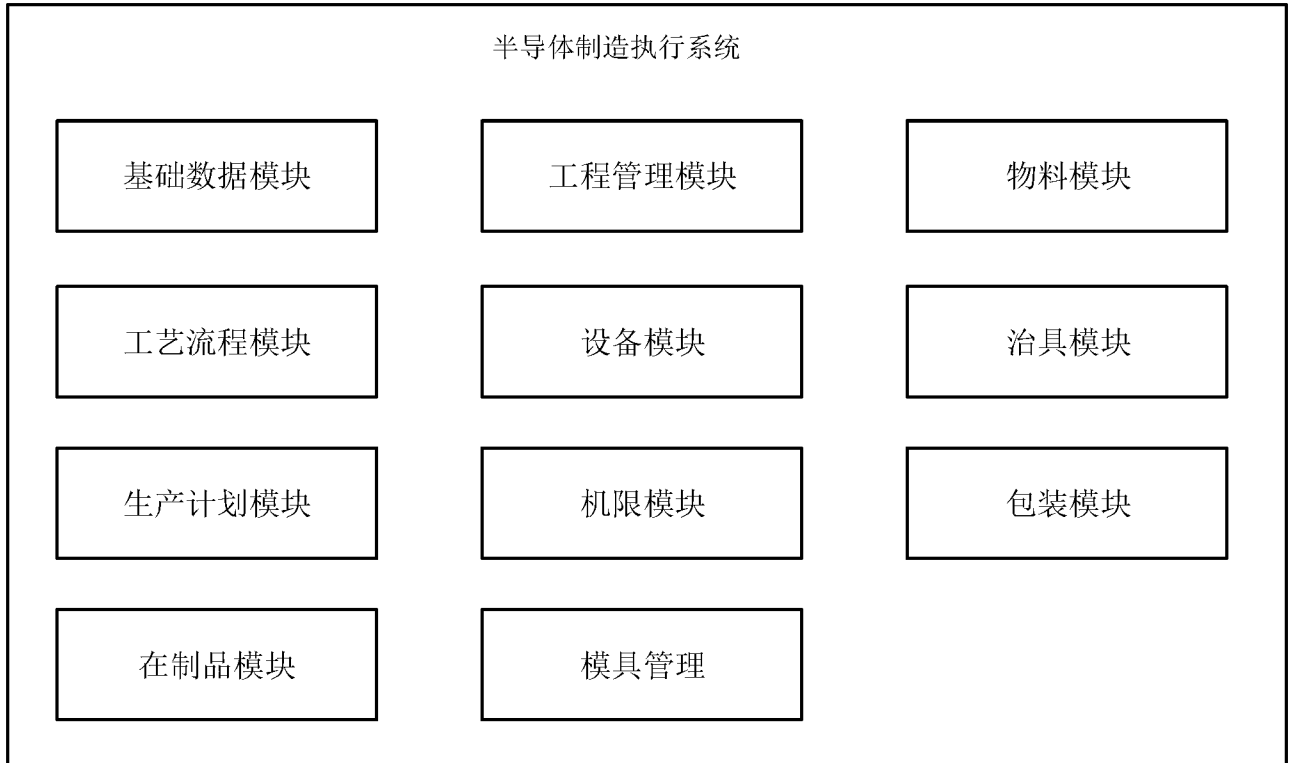 半导体制造执行系统
基础数据模块
工程管理模块
物料模块
工艺流程模块
设备模块
治具模块
生产计划模块
机限模块
包装模块
在制品模块
模具管理